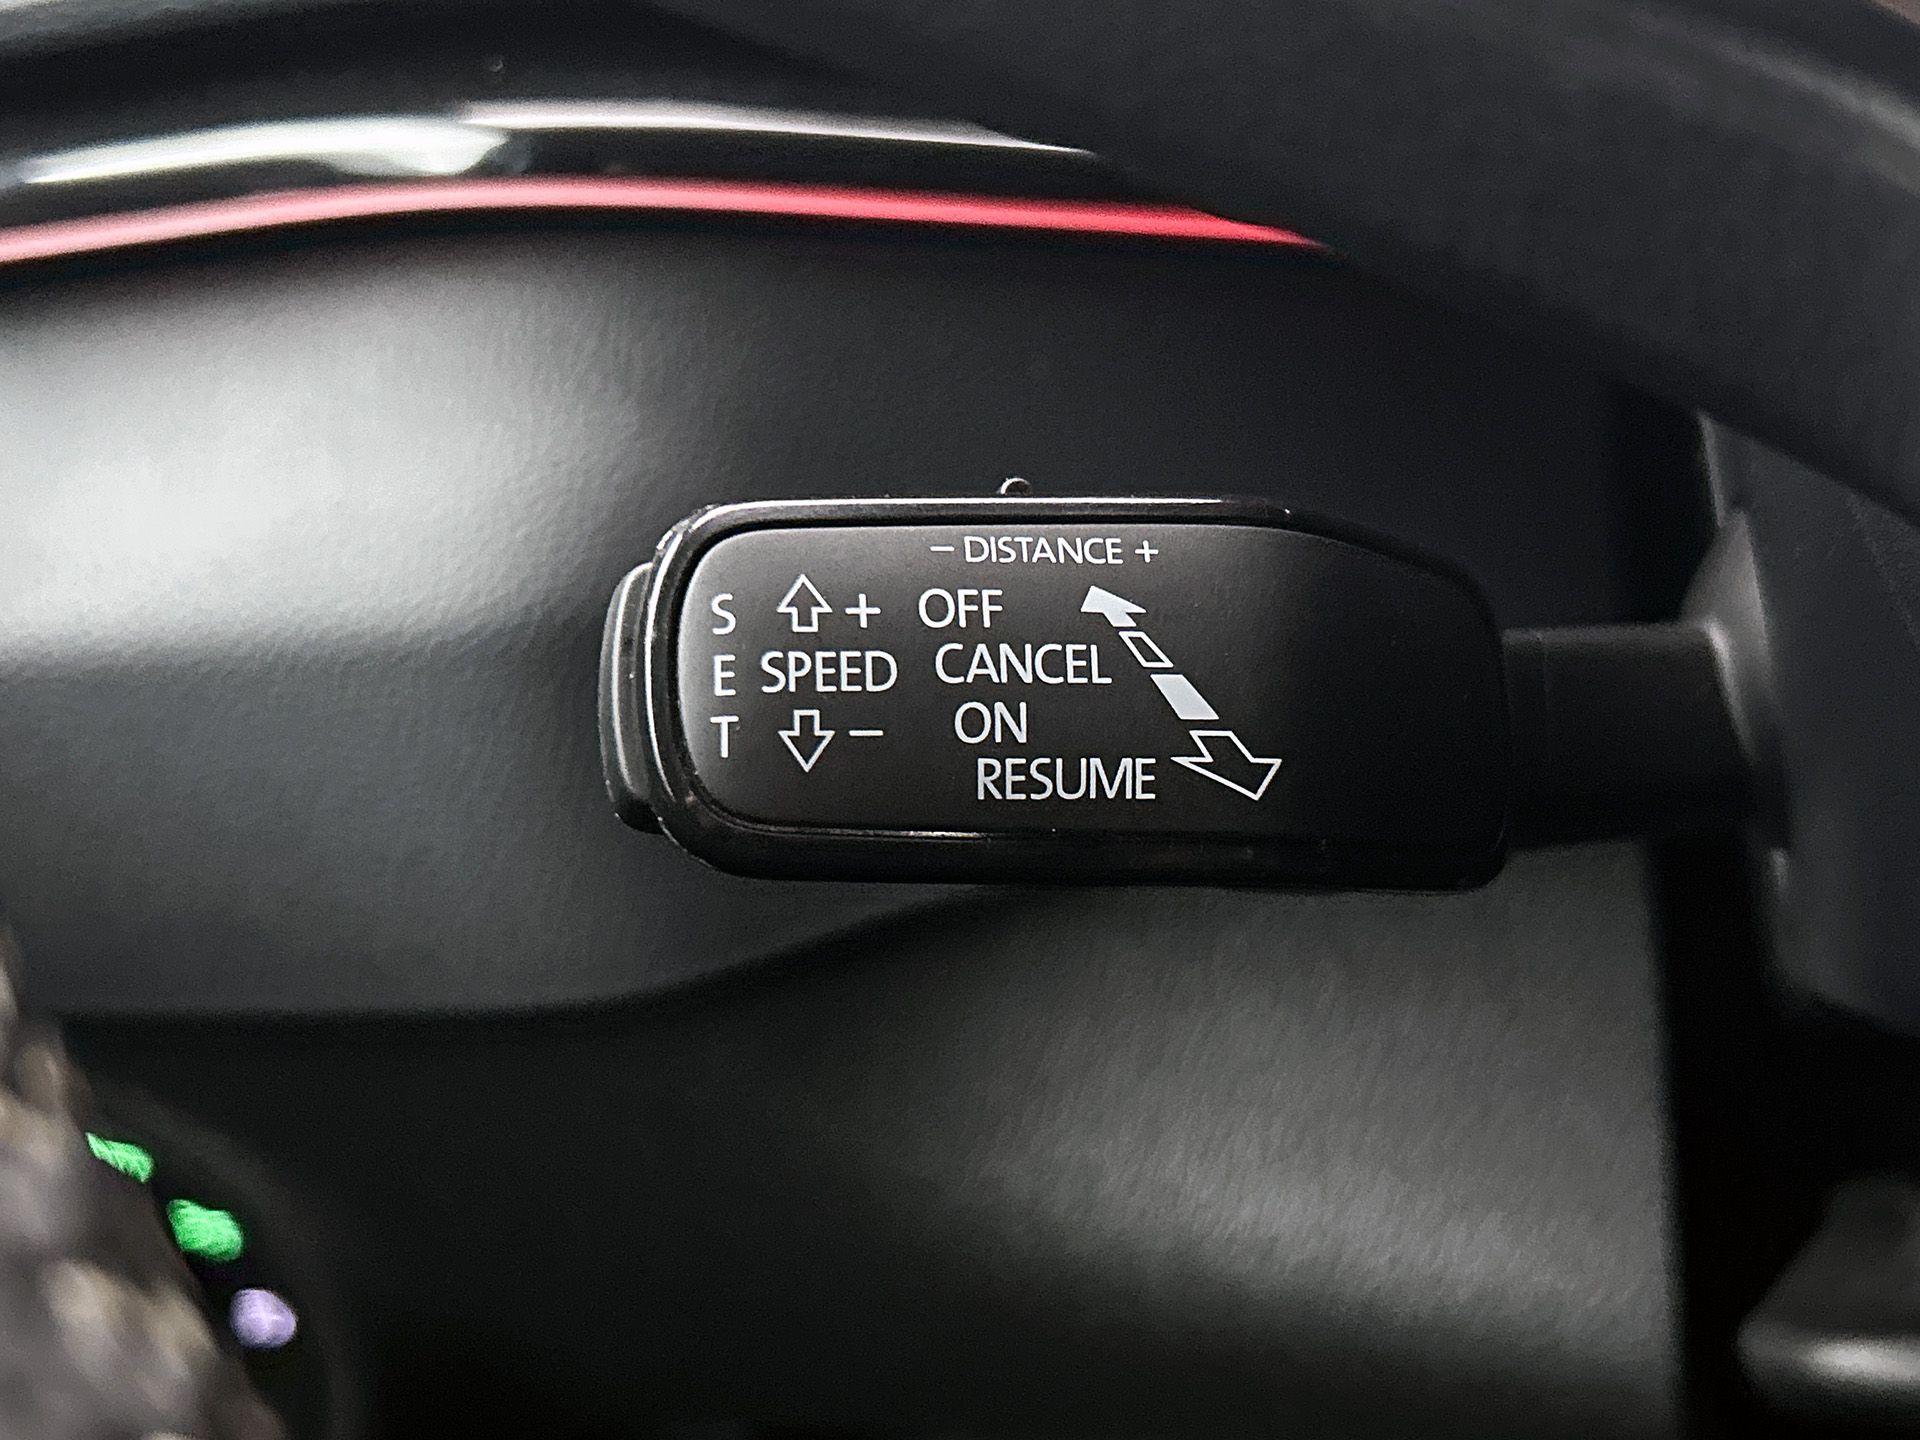 − DISTANCE +
S
E
T
+
SPEED
−
OFF
CANCEL
ON
RESUME